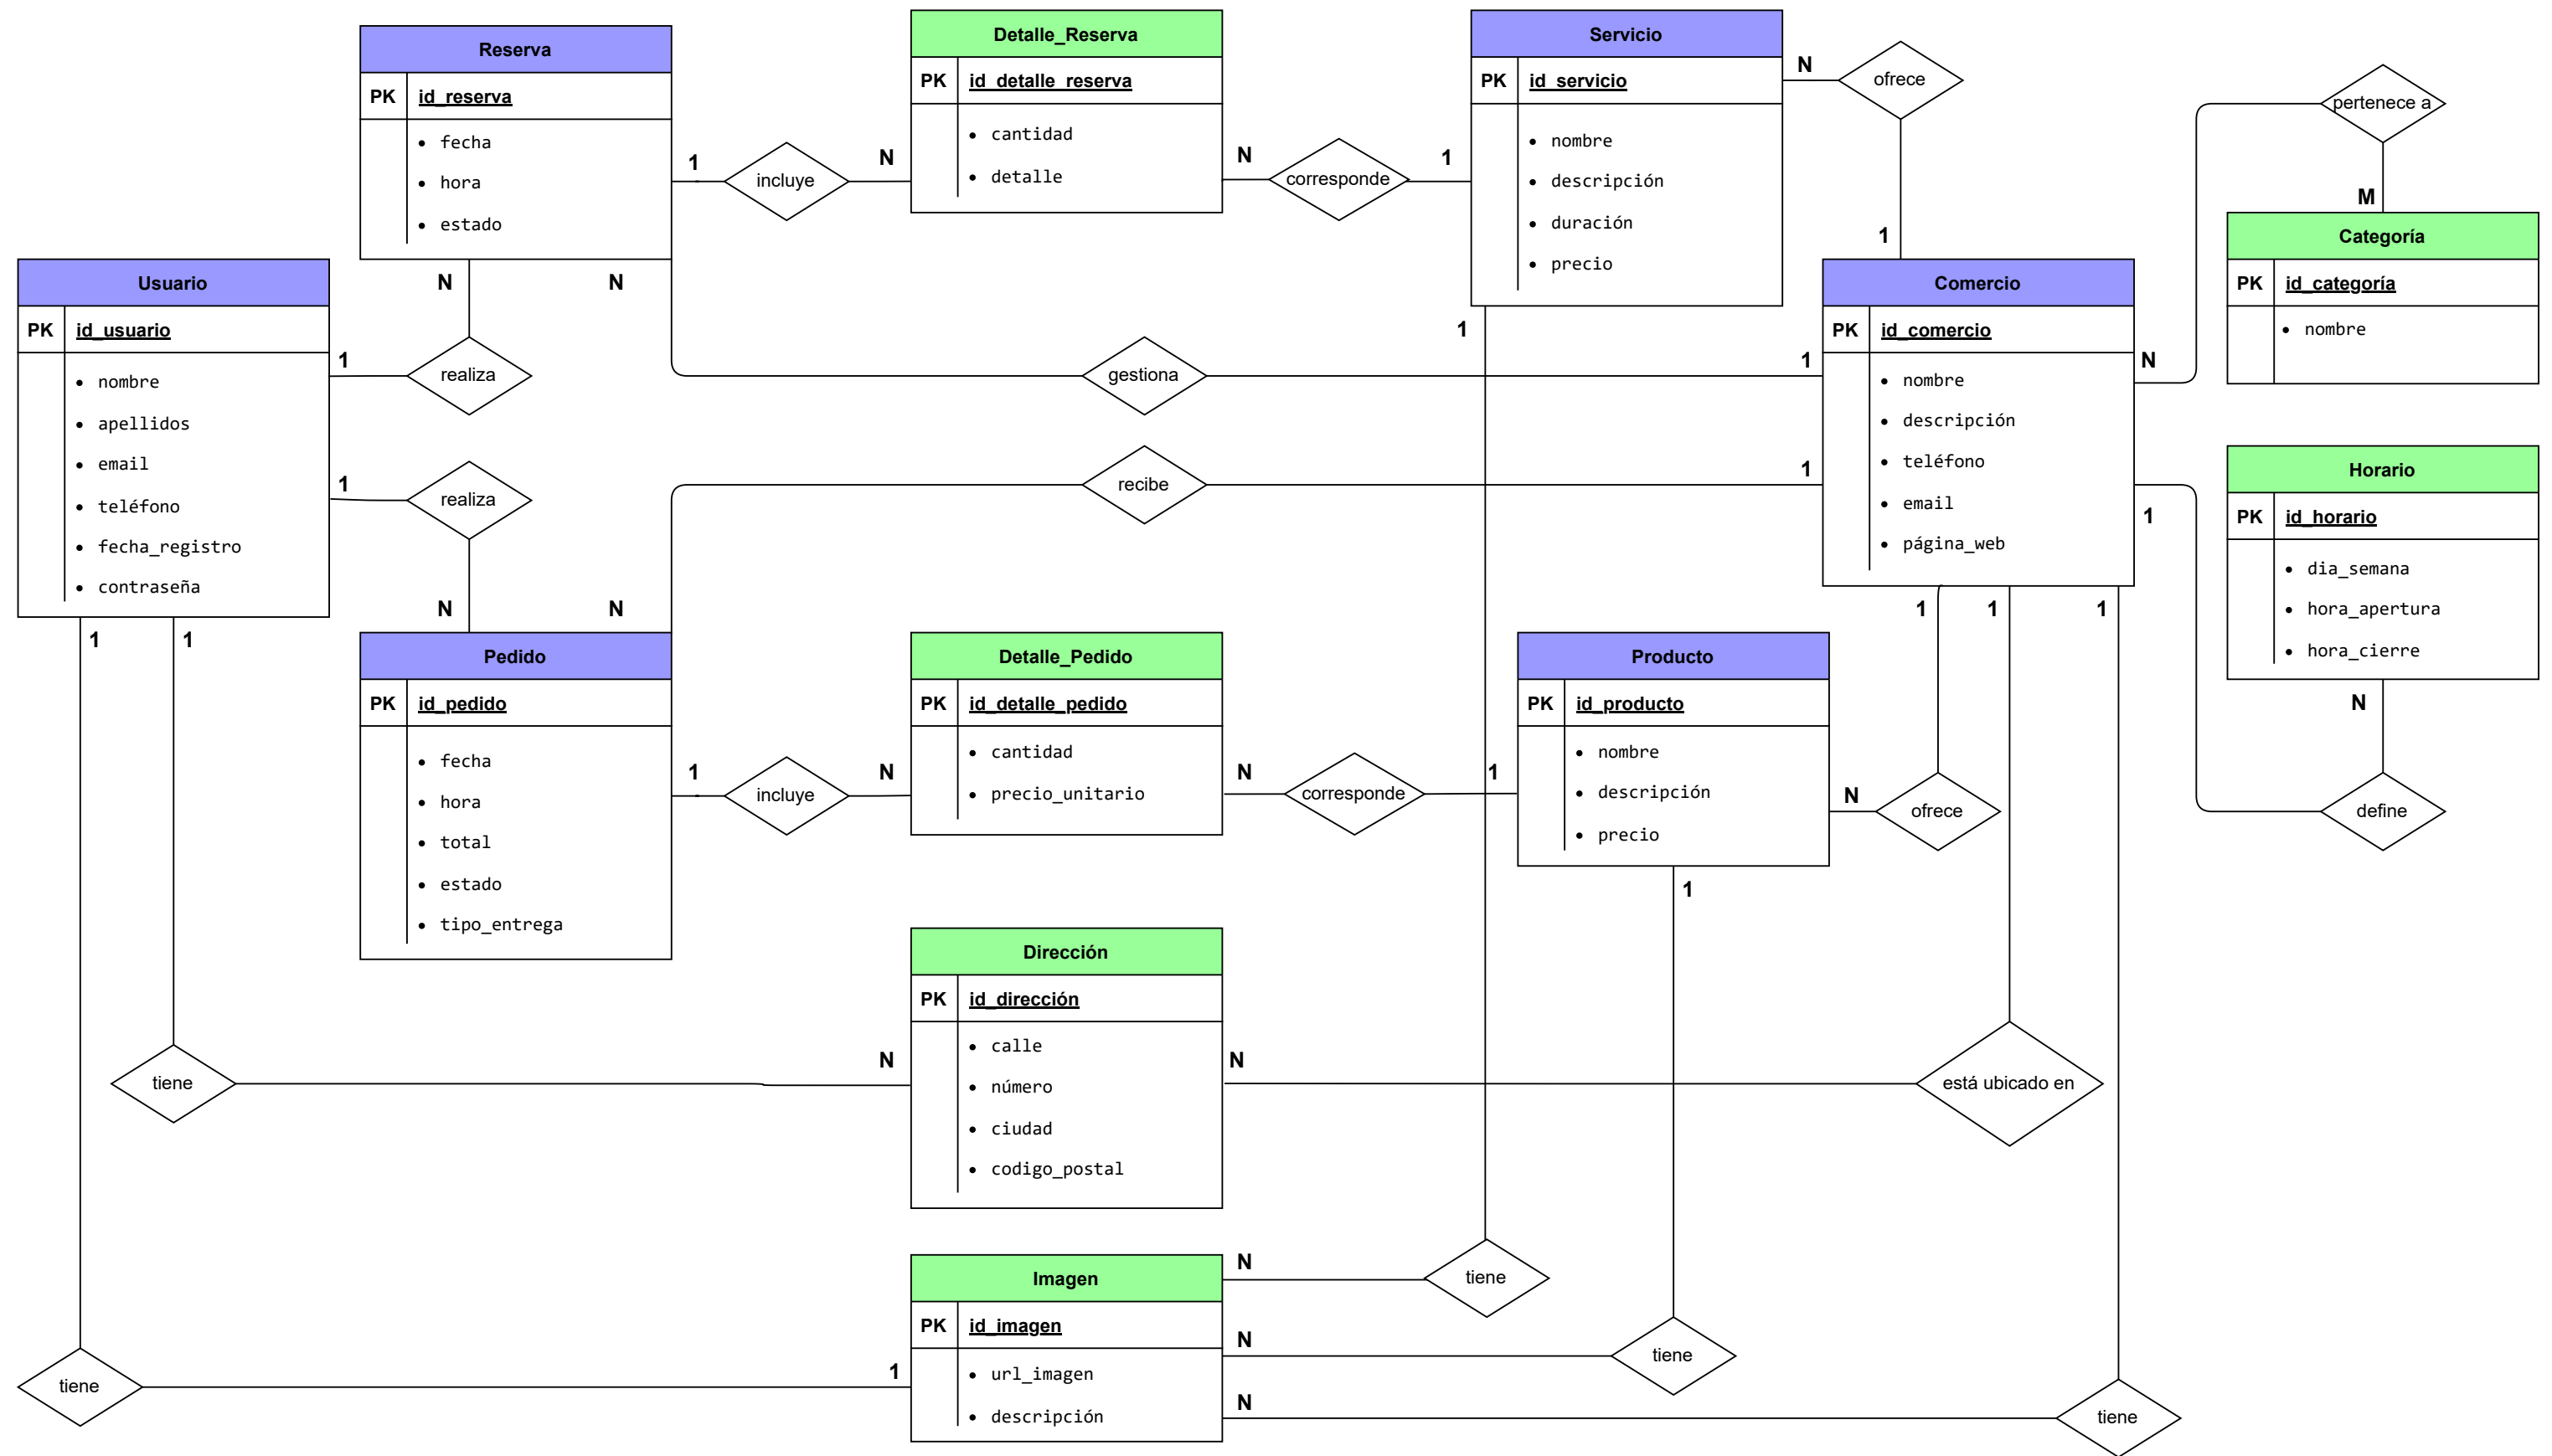 Reserva
PK id_reserva
• fecha
• hora
• estado
1
incluye
N
Detalle_Reserva
PK id_detalle_reserva
• cantidad
• detalle
N
corresponde
1
Servicio
PK id_servicio
• nombre
• descripción
• duración
• precio
N
ofrece
1
pertenece a
M
N
Categoría
PK id_categoría
• nombre
Usuario
PK id_usuario
• nombre
• apellidos
• email
• teléfono
• fecha_registro
• contraseña
N
1
realiza
N
gestiona
1
1
Comercio
PK id_comercio
• nombre
• descripción
• teléfono
• email
• página_web
1
realiza
N
N
recibe
1
1
Horario
PK id_horario
• dia_semana
• hora_apertura
• hora_cierre
N
define
1
1
Pedido
PK id_pedido
• fecha
• hora
• total
• estado
• tipo_entrega
1
incluye
N
Detalle_Pedido
PK id_detalle_pedido
• cantidad
• precio_unitario
N
corresponde
1
Producto
PK id_producto
• nombre
• descripción
• precio
N
ofrece
1
1
1
1
Dirección
PK id_dirección
• calle
• número
• ciudad
• codigo_postal
tiene
N
N
está ubicado en
Imagen
PK id_imagen
• url_imagen
• descripción
tiene
1
N
tiene
N
tiene
N
tiene